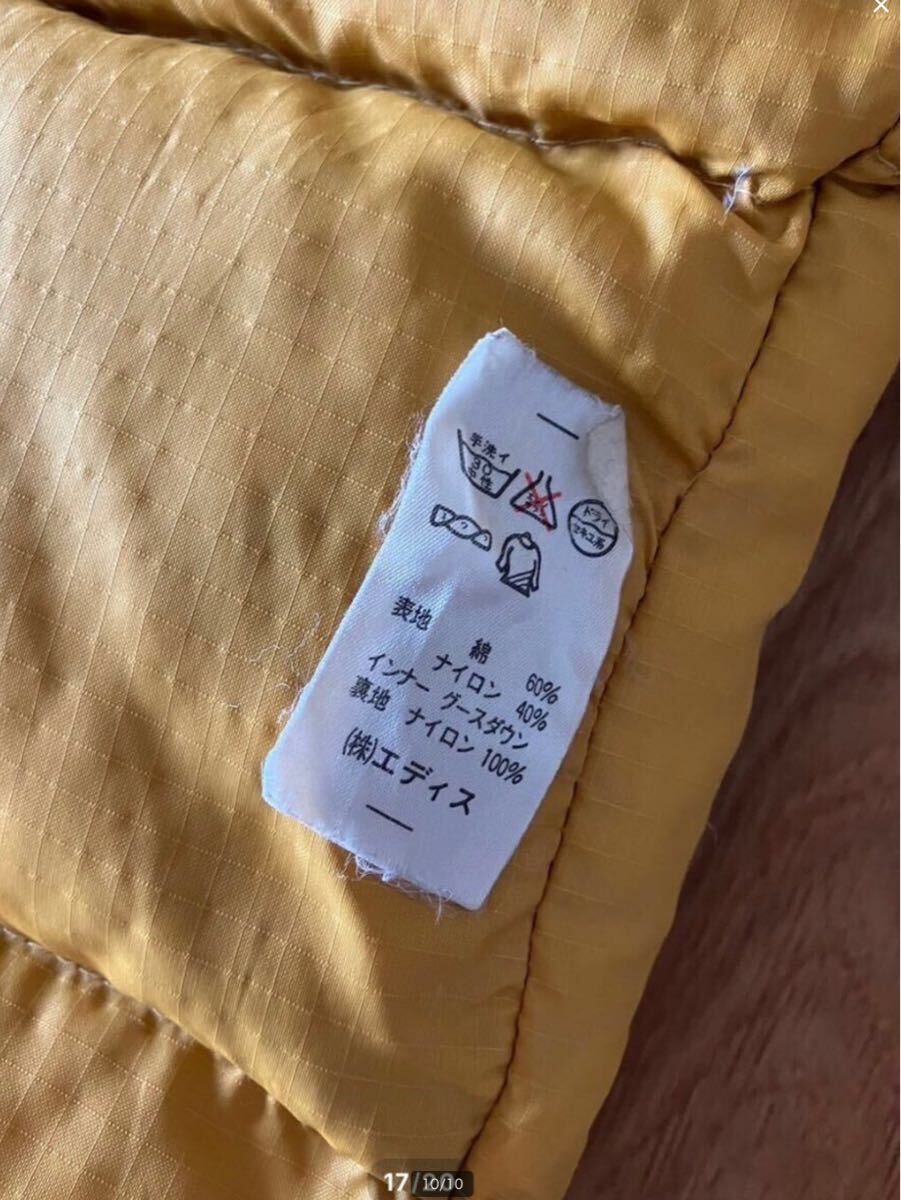 ×
手洗イ
30
中性
ドライ
セキユ系
表地 綿 60%
ナイロン 40%
インナー グースダウン
裏地 ナイロン 100%
(株)エディス
17/20
10/10